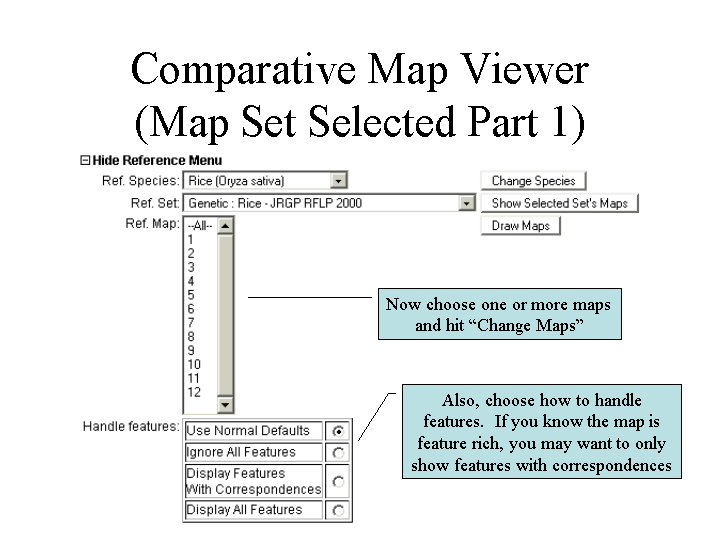 Comparative Map Viewer
(Map Set Selected Part 1)
Hide Reference Menu
Ref. Species: Rice (Oryza sativa) Change Species
Ref. Set: Genetic : Rice - JRGP RFLP 2000 Show Selected Set's Maps
Ref. Map: --All-- Draw Maps
1
2
3
4
5
6
7
8
9
10
11
12
Now choose one or more maps
and hit “Change Maps”
Also, choose how to handle
features. If you know the map is
feature rich, you may want to only
show features with correspondences
Handle features: Use Normal Defaults
Ignore All Features
Display Features
With Correspondences
Display All Features